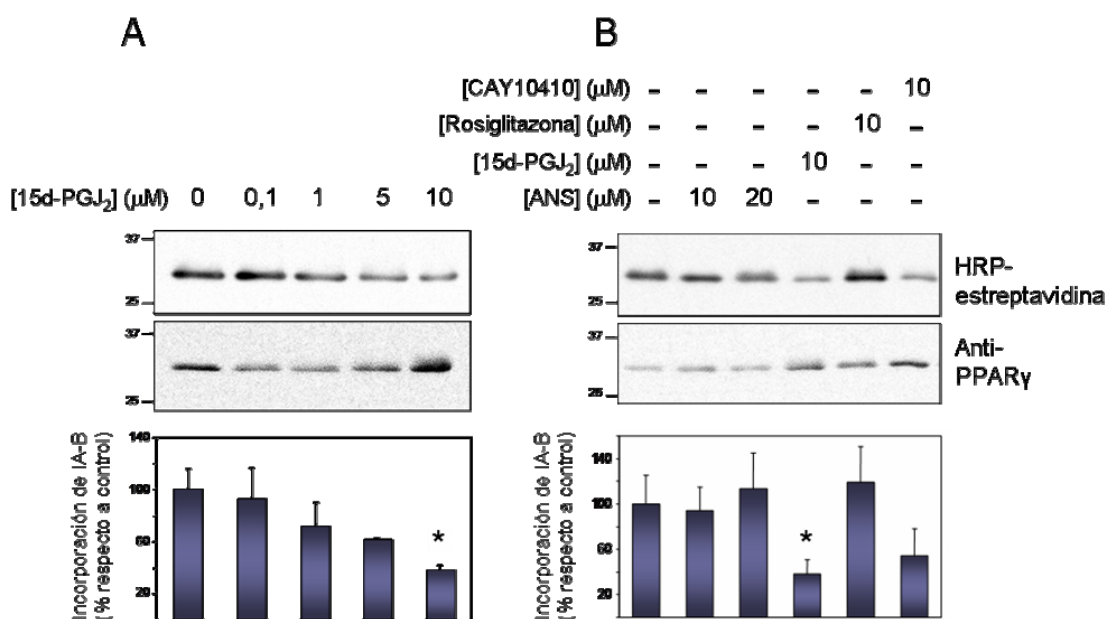 A
B
[CAY10410] (μM) - - - - - 10
[Rosiglitazona] (μM) - - - - 10 -
[15d-PGJ2] (μM) - - - 10 - -
[15d-PGJ2] (μM) 0 0,1 1 5 10
[ANS] (μM) - 10 20 - - -
37
25
37
25
HRP-
estreptavidina
37
25
37
25
Anti-
PPARγ
Incorporación de IA-B
(% respecto a control)
140
100
60
20
*
Incorporación de IA-B
(% respecto a control)
140
100
60
20
*